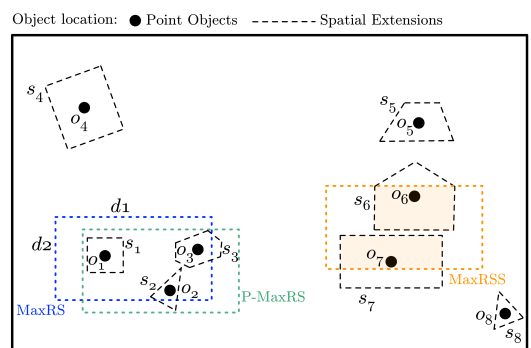 Object location: Point Objects Spatial Extensions
s4
o4
s5
o5
s6
o6
d1
d2
s1
o1
o3
s3
s2
o2
o7
s7
MaxRSS
P-MaxRS
MaxRS
o8
s8